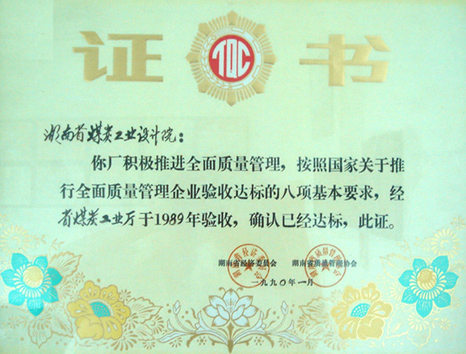 证 TQC 书
湖南省煤炭工业设计院：
你厂积极推进全面质量管理，按照国家关于推
行全面质量管理企业验收达标的八项基本要求，经
省煤炭工业厅于1989年验收，确认已经达标，此证。
湖南省经济委员会 湖南省质量管理协会
一九九〇年一月